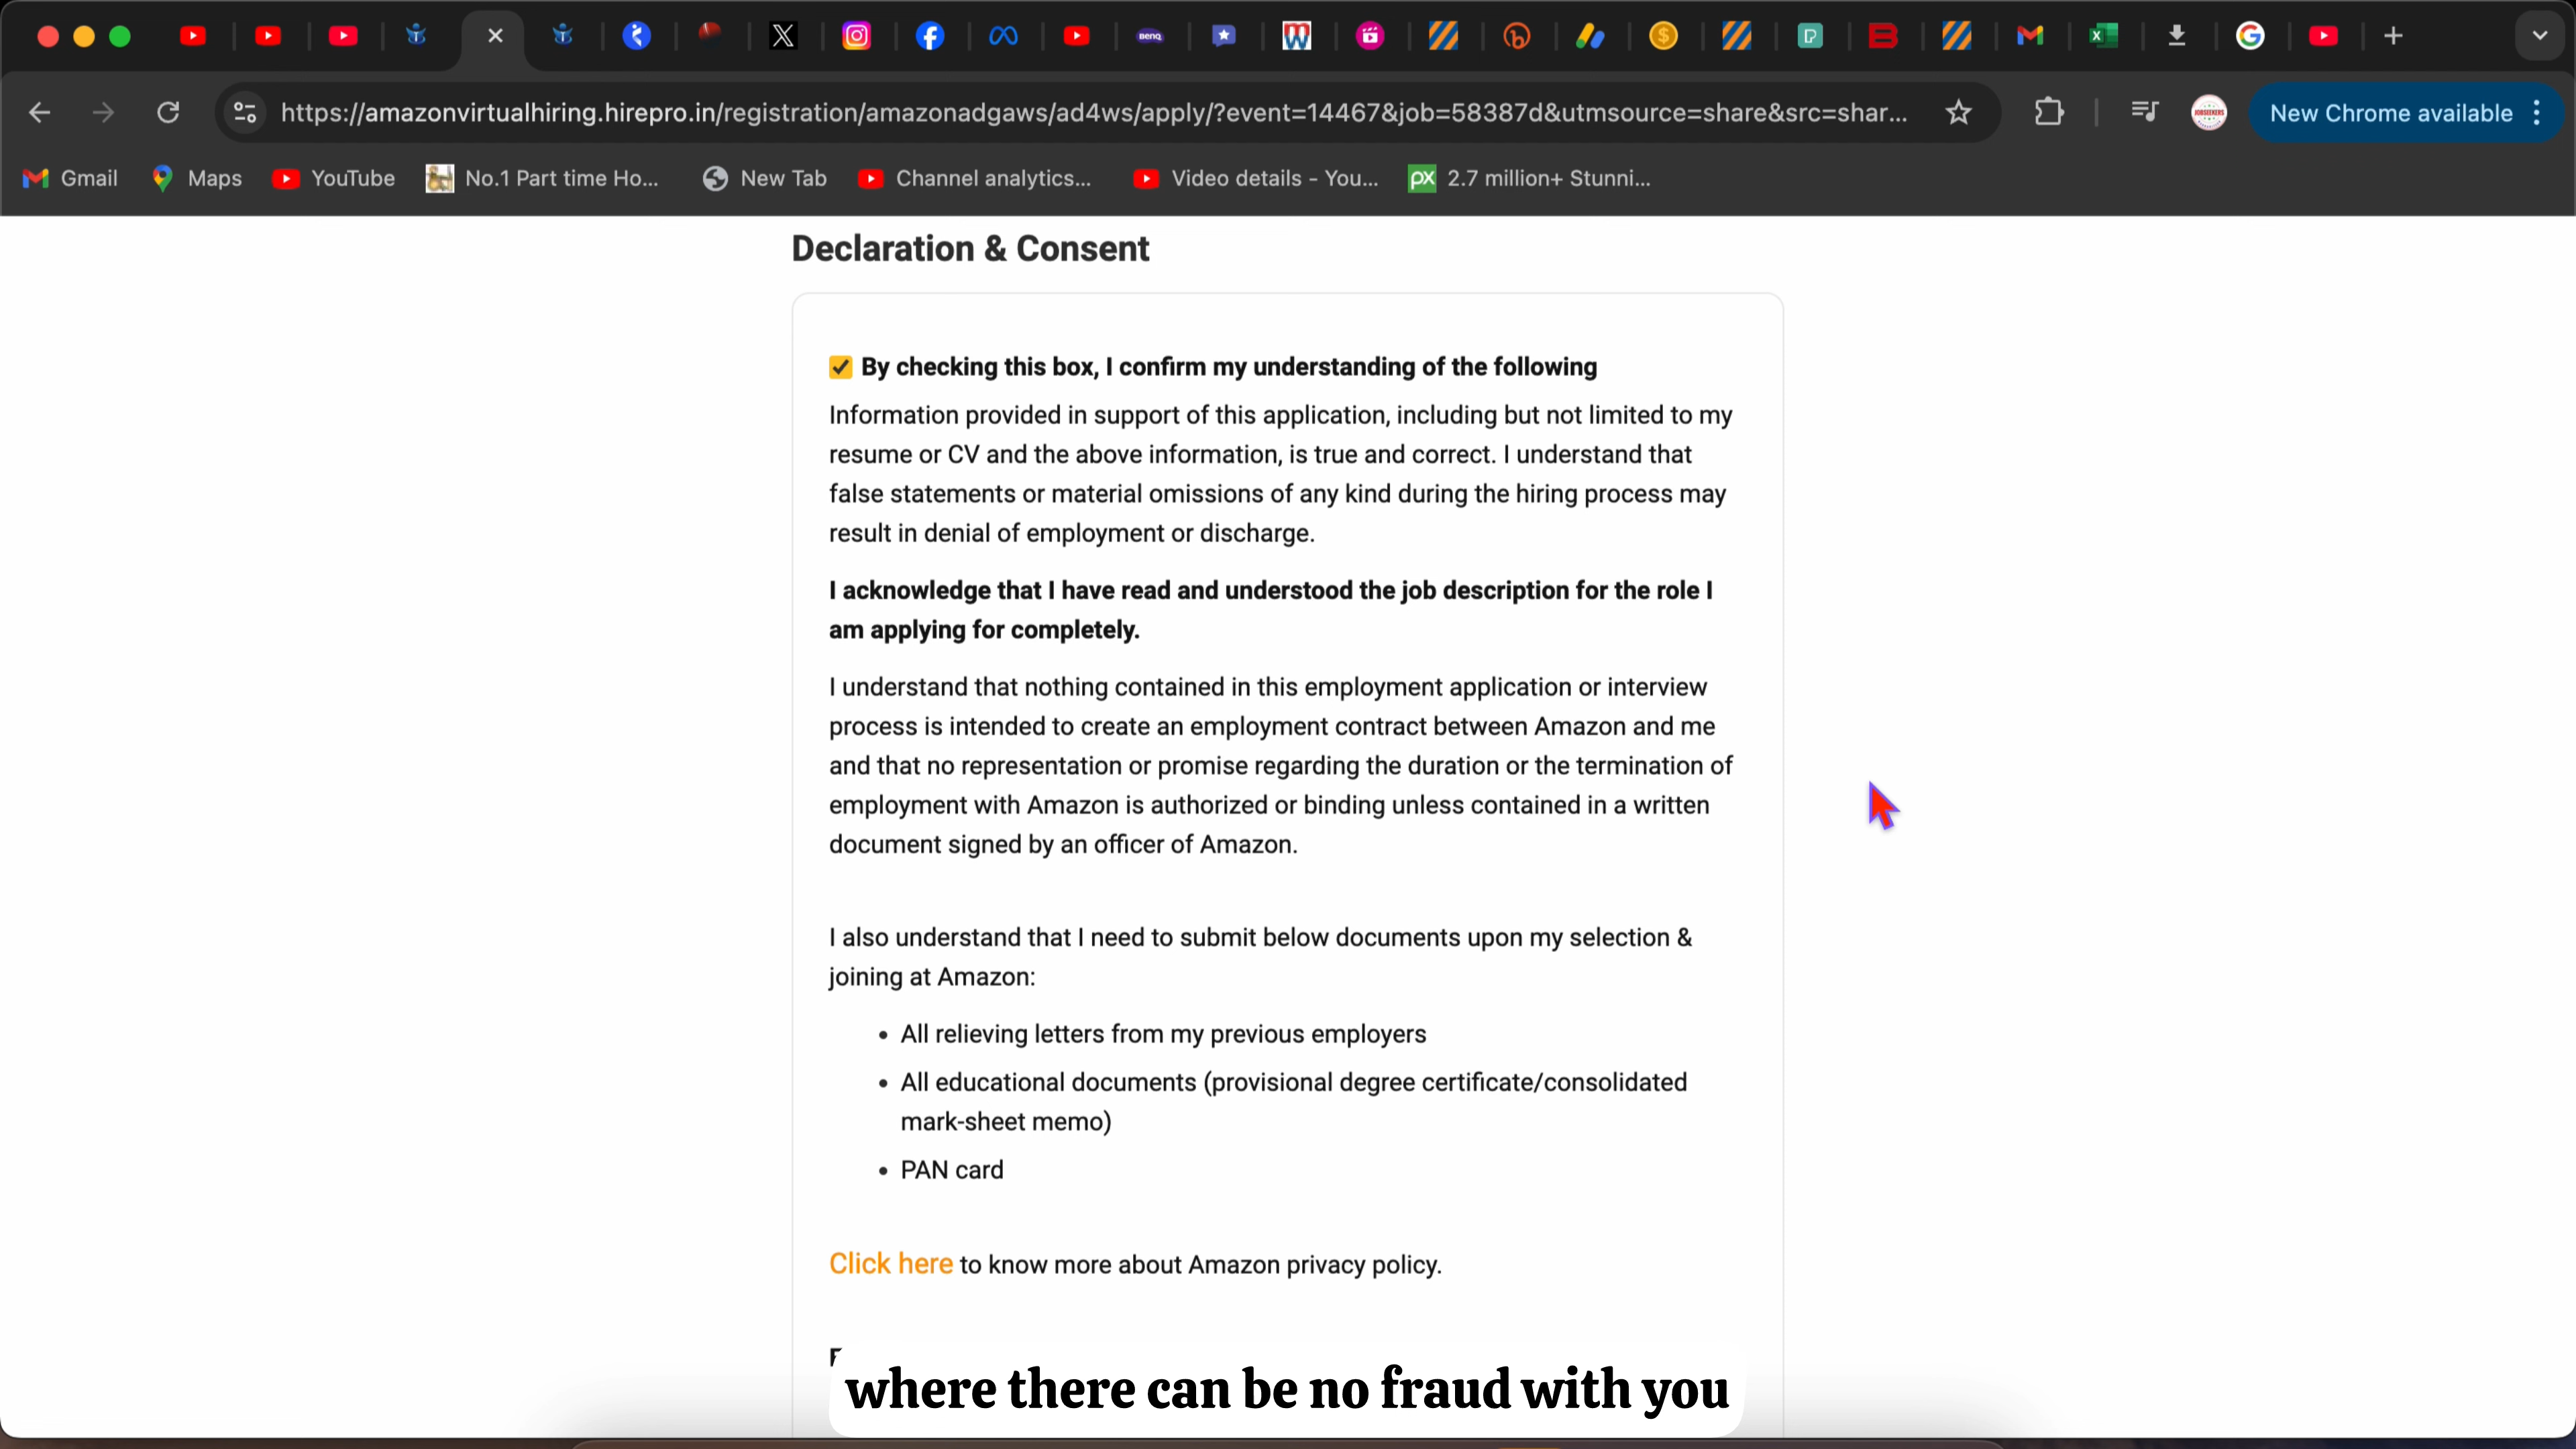 BenQ
https://amazonvirtualhiring.hirepro.in/registration/amazonadgaws/ad4ws/apply/?event=14467&job=58387d&utmsource=share&src=shar...
JOBSEEKERS
New Chrome available
Gmail
Maps
YouTube
No.1 Part time Ho...
New Tab
Channel analytics...
Video details - You...
px
2.7 million+ Stunni...
Declaration & Consent
By checking this box, I confirm my understanding of the following
Information provided in support of this application, including but not limited to my
resume or CV and the above information, is true and correct. I understand that
false statements or material omissions of any kind during the hiring process may
result in denial of employment or discharge.
I acknowledge that I have read and understood the job description for the role I
am applying for completely.
I understand that nothing contained in this employment application or interview
process is intended to create an employment contract between Amazon and me
and that no representation or promise regarding the duration or the termination of
employment with Amazon is authorized or binding unless contained in a written
document signed by an officer of Amazon.
I also understand that I need to submit below documents upon my selection &
joining at Amazon:
• All relieving letters from my previous employers
• All educational documents (provisional degree certificate/consolidated
mark-sheet memo)
• PAN card
Click here to know more about Amazon privacy policy.
where there can be no fraud with you